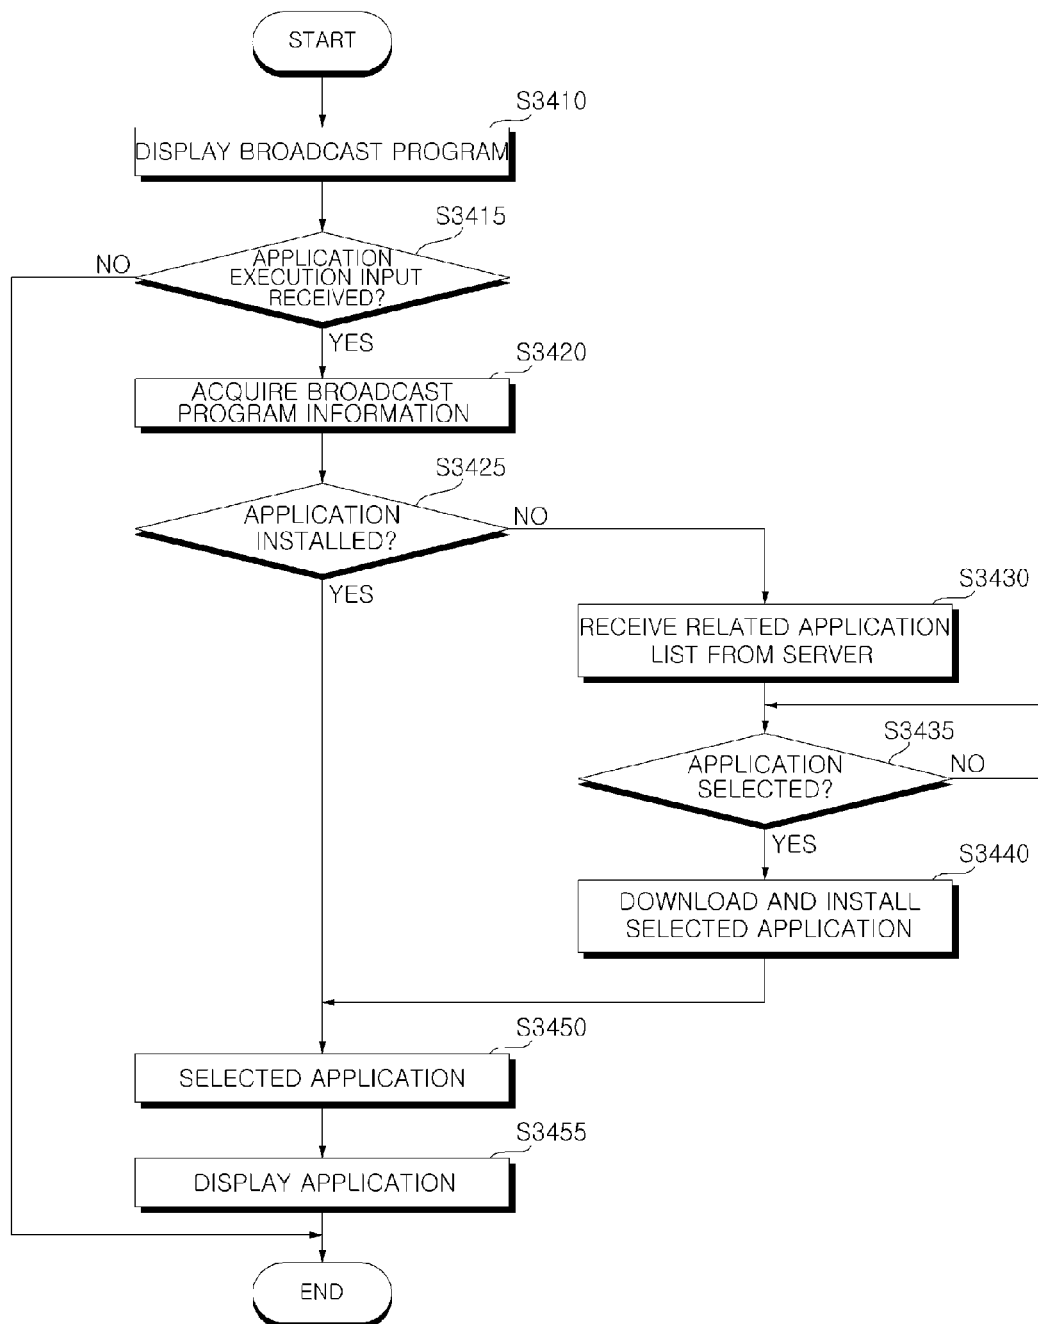 START
S3410
DISPLAY BROADCAST PROGRAM
S3415
APPLICATION
EXECUTION INPUT
RECEIVED?
NO
YES
S3420
ACQUIRE BROADCAST
PROGRAM INFORMATION
S3425
APPLICATION
INSTALLED?
NO
YES
S3430
RECEIVE RELATED APPLICATION
LIST FROM SERVER
S3435
APPLICATION
SELECTED?
NO
YES
S3440
DOWNLOAD AND INSTALL
SELECTED APPLICATION
S3450
SELECTED APPLICATION
S3455
DISPLAY APPLICATION
END